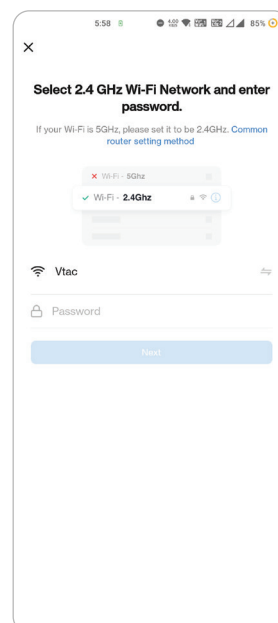 5:58 85%
Select 2.4 GHz Wi-Fi Network and enter
password.
If your Wi-Fi is 5GHz, please set it to be 2.4GHz. Common
router setting method
Wi-Fi - 5Ghz
Wi-Fi - 2.4Ghz
Vtac
Password
Next